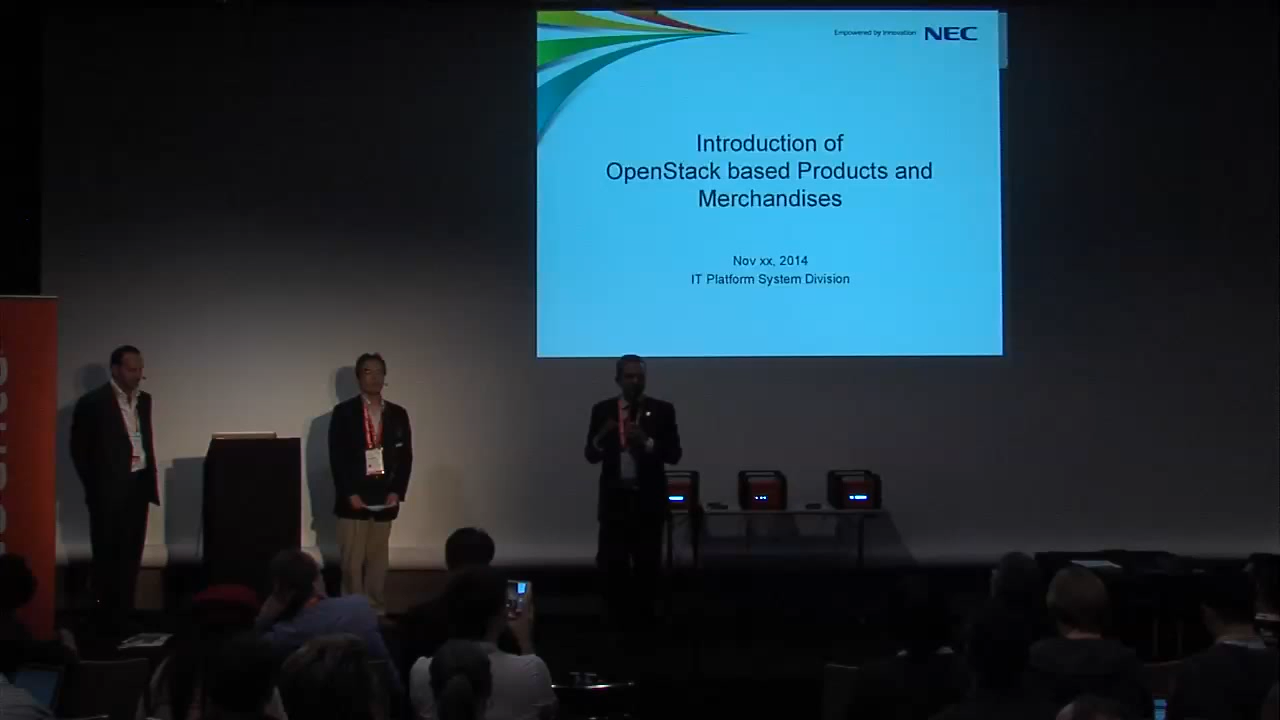 Empowered by Innovation NEC
Introduction of
OpenStack based Products and
Merchandises
Nov xx, 2014
IT Platform System Division